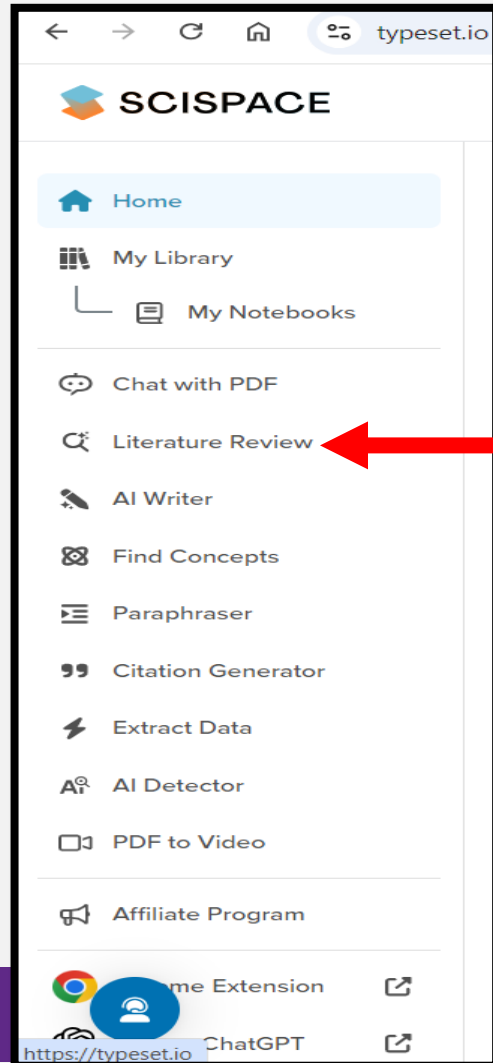 typeset.io
SCISPACE
Home
My Library
My Notebooks
Chat with PDF
Literature Review
AI Writer
Find Concepts
Paraphraser
Citation Generator
Extract Data
AI Detector
PDF to Video
Affiliate Program
me Extension
ChatGPT
https://typeset.io